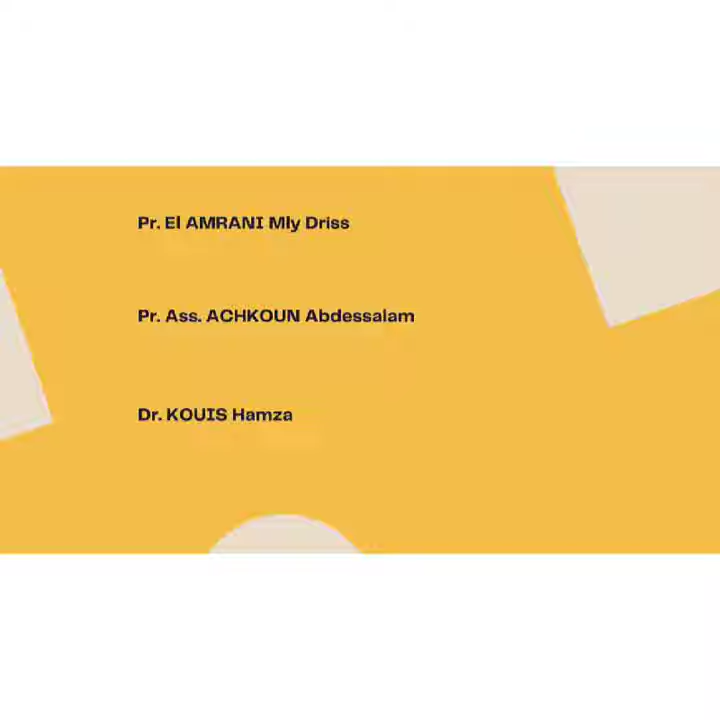 Pr. El AMRANI Mly Driss
Pr. Ass. ACHKOUN Abdessalam
Dr. KOUIS Hamza